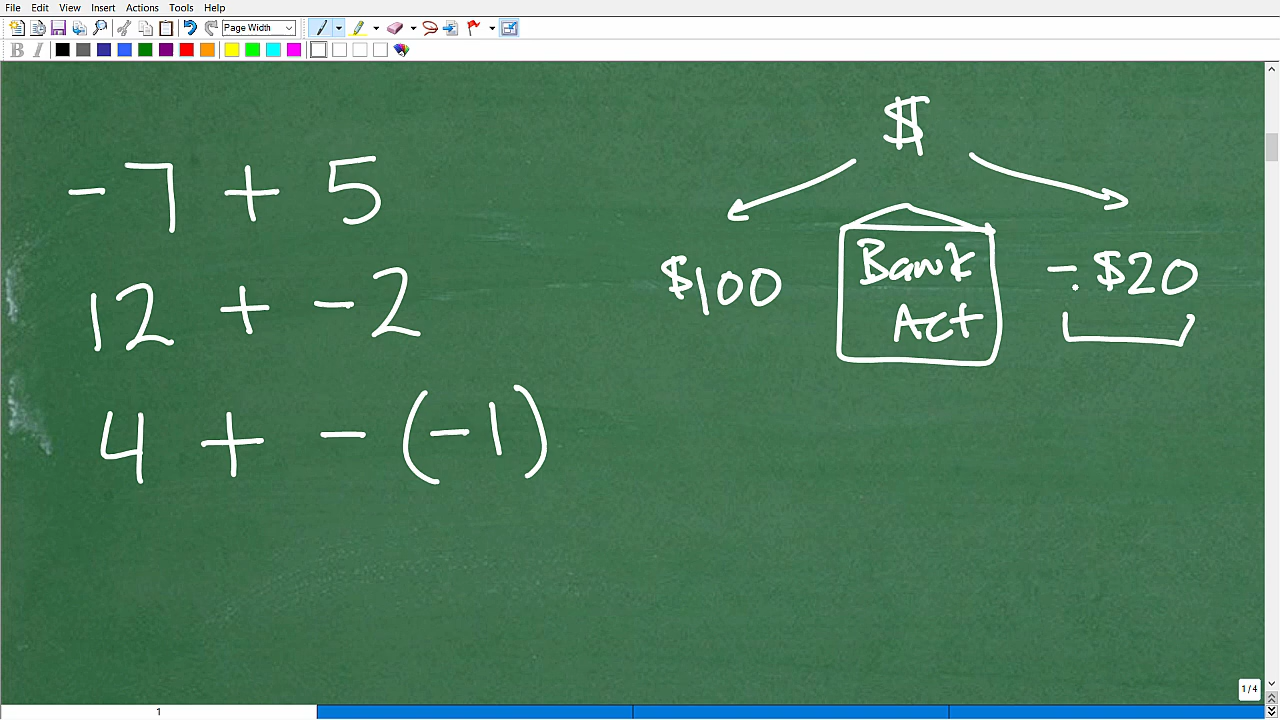 File Edit View Insert Actions Tools Help
Page Width
B I
-7 + 5
12 + -2
4 + - (-1)
$
$100
Bank
Act
-$20
1/4
1